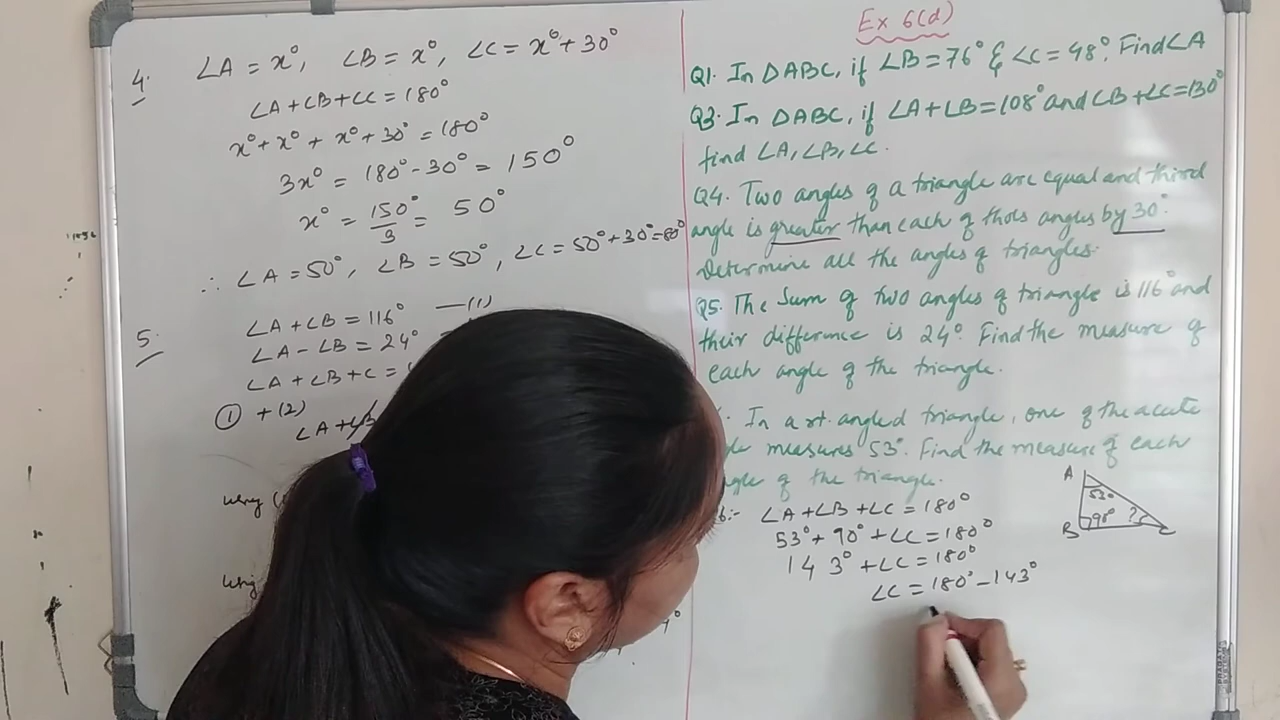 4. ∠A = x°, ∠B = x°, ∠C = x° + 30°
∠A + ∠B + ∠C = 180°
x° + x° + x° + 30° = 180°
3x° = 180° - 30° = 150°
x° = 150°/3 = 50°
∴ ∠A = 50°, ∠B = 50°, ∠C = 50° + 30° = 80°
5. ∠A + ∠B = 116° —(1)
∠A - ∠B = 24°
∠A + ∠B + C =
① + (2)
∠A +
Ex 6(d)
Q1. In △ABC, if ∠B = 76° & ∠C = 48°. Find ∠A
Q3. In △ABC, if ∠A + ∠B = 108° and ∠B + ∠C = 130°
find ∠A, ∠B, ∠C.
Q4. Two angles of a triangle are equal and third
angle is greater than each of thols angles by 30°.
Determine all the angles of triangles.
Q5. The Sum of two angles of triangle is 116° and
their difference is 24°. Find the measure of
each angle of the triangle.
In a rt. angled triangle, one of the acute
measures 53°. Find the measure of each
of the triangle.
6:- ∠A + ∠B + ∠C = 180°
53° + 90° + ∠C = 180°
143° + ∠C = 180°
∠C = 180° - 143°
A
53°
90° ?
B C